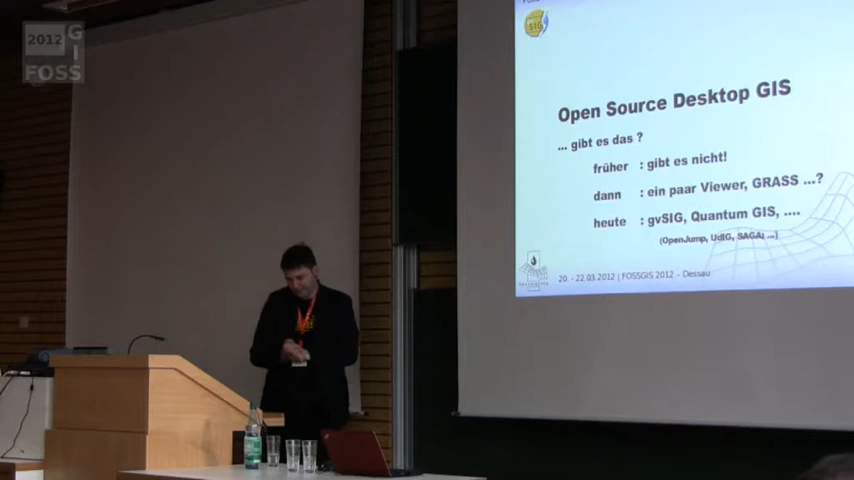 2012
G
I
FOSS
SIG
Open Source Desktop GIS
... gibt es das ?
früher : gibt es nicht!
dann : ein paar Viewer, GRASS ...?
heute : gvSIG, Quantum GIS, ....
(OpenJump, UdIG, SAGA, ...)
20. - 22.03.2012 | FOSSGIS 2012 – Dessau